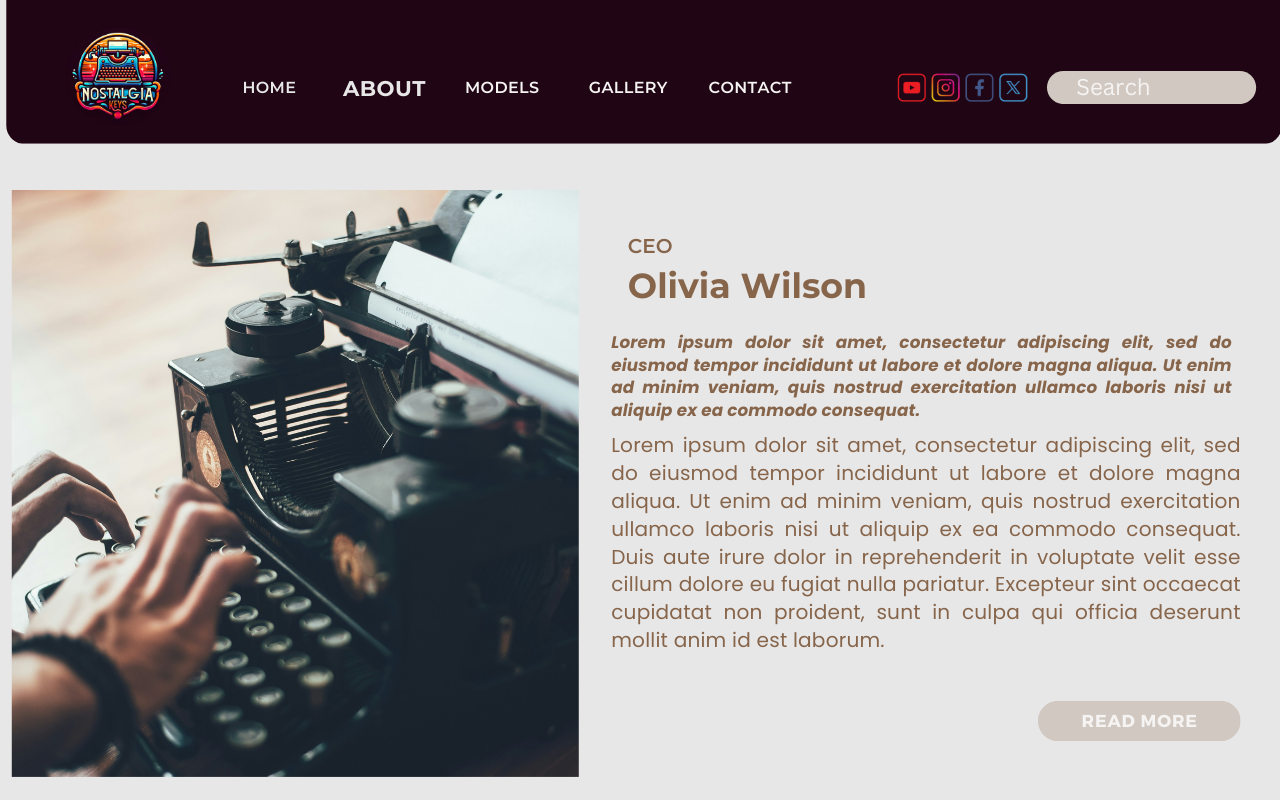 NOSTALGIA
KEYS
HOME ABOUT MODELS GALLERY CONTACT Search
CEO
Olivia Wilson
Lorem ipsum dolor sit amet, consectetur adipiscing elit, sed do
eiusmod tempor incididunt ut labore et dolore magna aliqua. Ut enim
ad minim veniam, quis nostrud exercitation ullamco laboris nisi ut
aliquip ex ea commodo consequat.
Lorem ipsum dolor sit amet, consectetur adipiscing elit, sed
do eiusmod tempor incididunt ut labore et dolore magna
aliqua. Ut enim ad minim veniam, quis nostrud exercitation
ullamco laboris nisi ut aliquip ex ea commodo consequat.
Duis aute irure dolor in reprehenderit in voluptate velit esse
cillum dolore eu fugiat nulla pariatur. Excepteur sint occaecat
cupidatat non proident, sunt in culpa qui officia deserunt
mollit anim id est laborum.
READ MORE